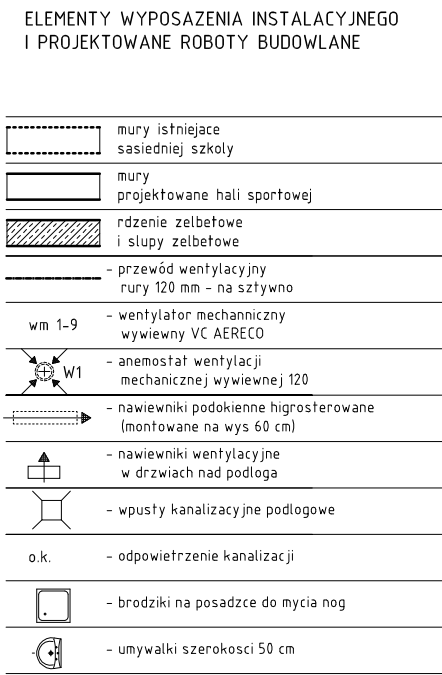 ELEMENTY WYPOSAZENIA INSTALACYJNEGO
I PROJEKTOWANE ROBOTY BUDOWLANE
mury istniejace
sasiedniej szkoly
mury
projektowane hali sportowej
rdzenie zelbetowe
i slupy zelbetowe
- przewód wentylacyjny
rury 120 mm - na sztywno
wm 1-9
- wentylator mechanniczny
wywiewny VC AERECO
W1
- anemostat wentylacji
mechanicznej wywiewnej 120
- nawiewniki podokienne higrosterowane
(montowane na wys 60 cm)
- nawiewniki wentylacyjne
w drzwiach nad podloga
- wpusty kanalizacyjne podlogowe
o.k.
- odpowietrzenie kanalizacji
- brodziki na posadzce do mycia nog
- umywalki szerokosci 50 cm